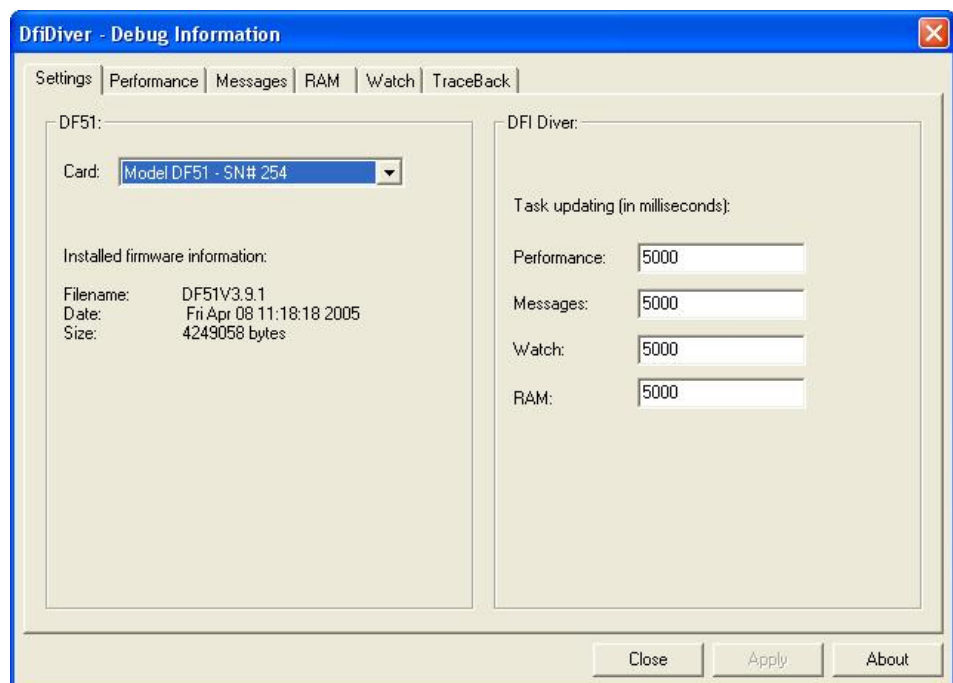 DfiDiver - Debug Information
Settings Performance Messages RAM Watch TraceBack
DF51:
Card: Model DF51 - SN# 254
Installed firmware information:
Filename: DF51V3.9.1
Date: Fri Apr 08 11:18:18 2005
Size: 4249058 bytes
DFI Diver:
Task updating (in milliseconds):
Performance: 5000
Messages: 5000
Watch: 5000
RAM: 5000
Close Apply About